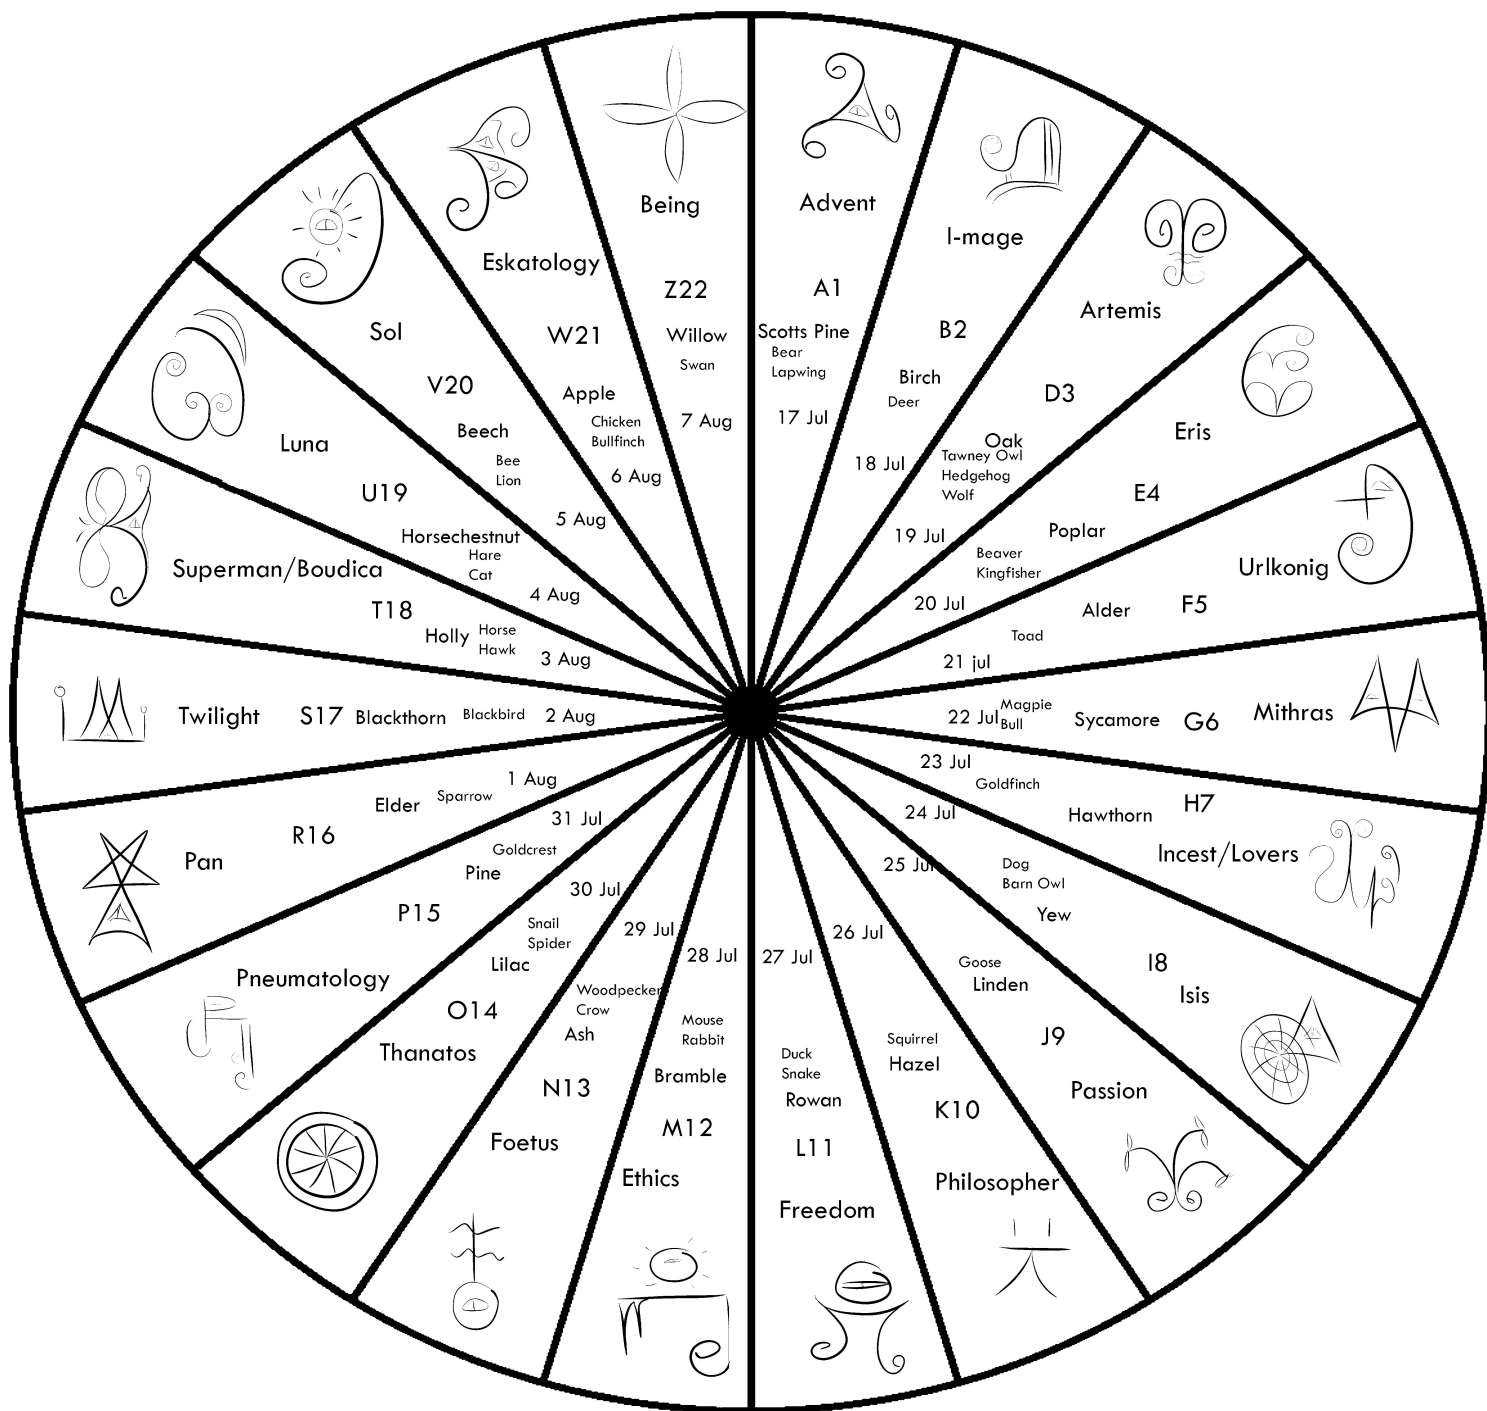 Being
Z22
Willow
Swan
7 Aug
Advent
A1
Scotts Pine
Bear
Lapwing
17 Jul
I-mage
B2
Birch
Deer
18 Jul
Artemis
D3
Oak
Tawney Owl
Hedgehog
Wolf
19 Jul
Eris
E4
Poplar
Beaver
Kingfisher
20 Jul
Urlkonig
F5
Alder
Toad
21 jul
Mithras
G6
Sycamore
Magpie
Bull
22 Jul
Incest/Lovers
H7
Hawthorn
Goldfinch
23 Jul
Isis
I8
Yew
Dog
Barn Owl
24 Jul
Passion
J9
Linden
Goose
25 Jul
Philosopher
K10
Hazel
Squirrel
26 Jul
Freedom
L11
Rowan
Duck
Snake
27 Jul
Ethics
M12
Bramble
Mouse
Rabbit
28 Jul
Foetus
N13
Ash
Woodpecker
Crow
29 Jul
Thanatos
O14
Lilac
Snail
Spider
30 Jul
Pneumatology
P15
Pine
Goldcrest
31 Jul
Pan
R16
Elder
Sparrow
1 Aug
Twilight
S17
Blackthorn
Blackbird
2 Aug
Superman/Boudica
T18
Holly
Horse
Hawk
3 Aug
Luna
U19
Horsechestnut
Hare
Cat
4 Aug
Sol
V20
Beech
Bee
Lion
5 Aug
Eskatology
W21
Apple
Chicken
Bullfinch
6 Aug